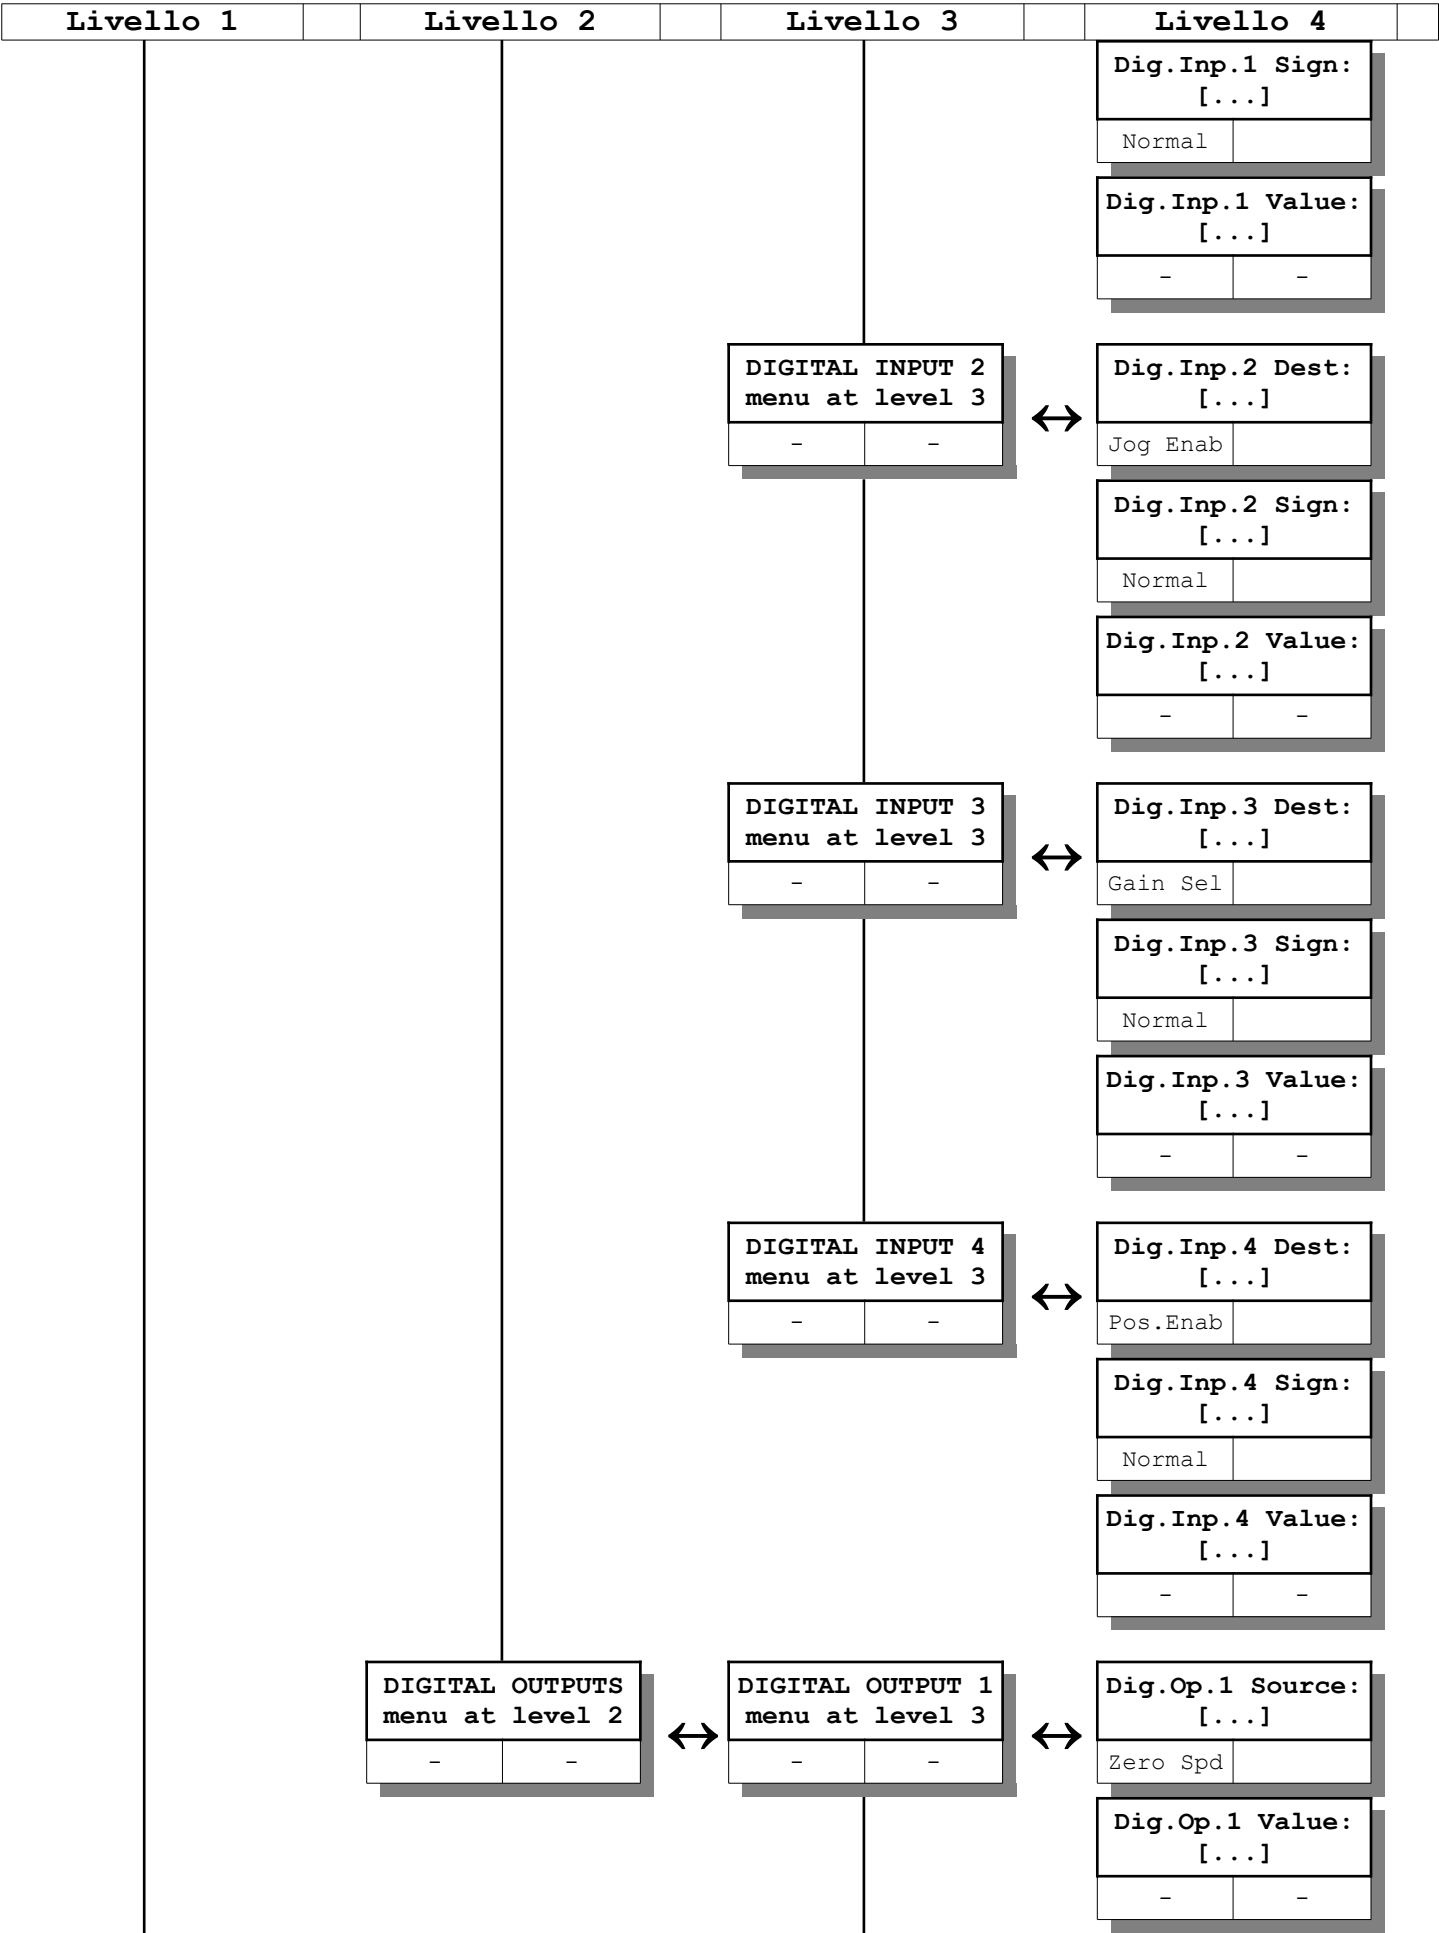 Livello 1 Livello 2 Livello 3 Livello 4
Dig.Inp.1 Sign:
[...]
Normal
Dig.Inp.1 Value:
[...]
- -
DIGITAL INPUT 2
menu at level 3
- -
Dig.Inp.2 Dest:
[...]
Jog Enab
Dig.Inp.2 Sign:
[...]
Normal
Dig.Inp.2 Value:
[...]
- -
DIGITAL INPUT 3
menu at level 3
- -
Dig.Inp.3 Dest:
[...]
Gain Sel
Dig.Inp.3 Sign:
[...]
Normal
Dig.Inp.3 Value:
[...]
- -
DIGITAL INPUT 4
menu at level 3
- -
Dig.Inp.4 Dest:
[...]
Pos.Enab
Dig.Inp.4 Sign:
[...]
Normal
Dig.Inp.4 Value:
[...]
- -
DIGITAL OUTPUTS
menu at level 2
- -
DIGITAL OUTPUT 1
menu at level 3
- -
Dig.Op.1 Source:
[...]
Zero Spd
Dig.Op.1 Value:
[...]
- -